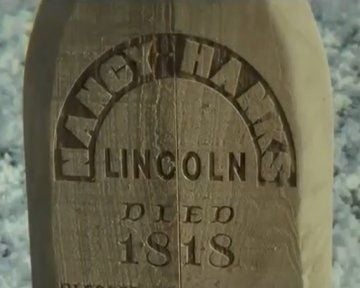 NANCY HANKS
LINCOLN
DIED
1818